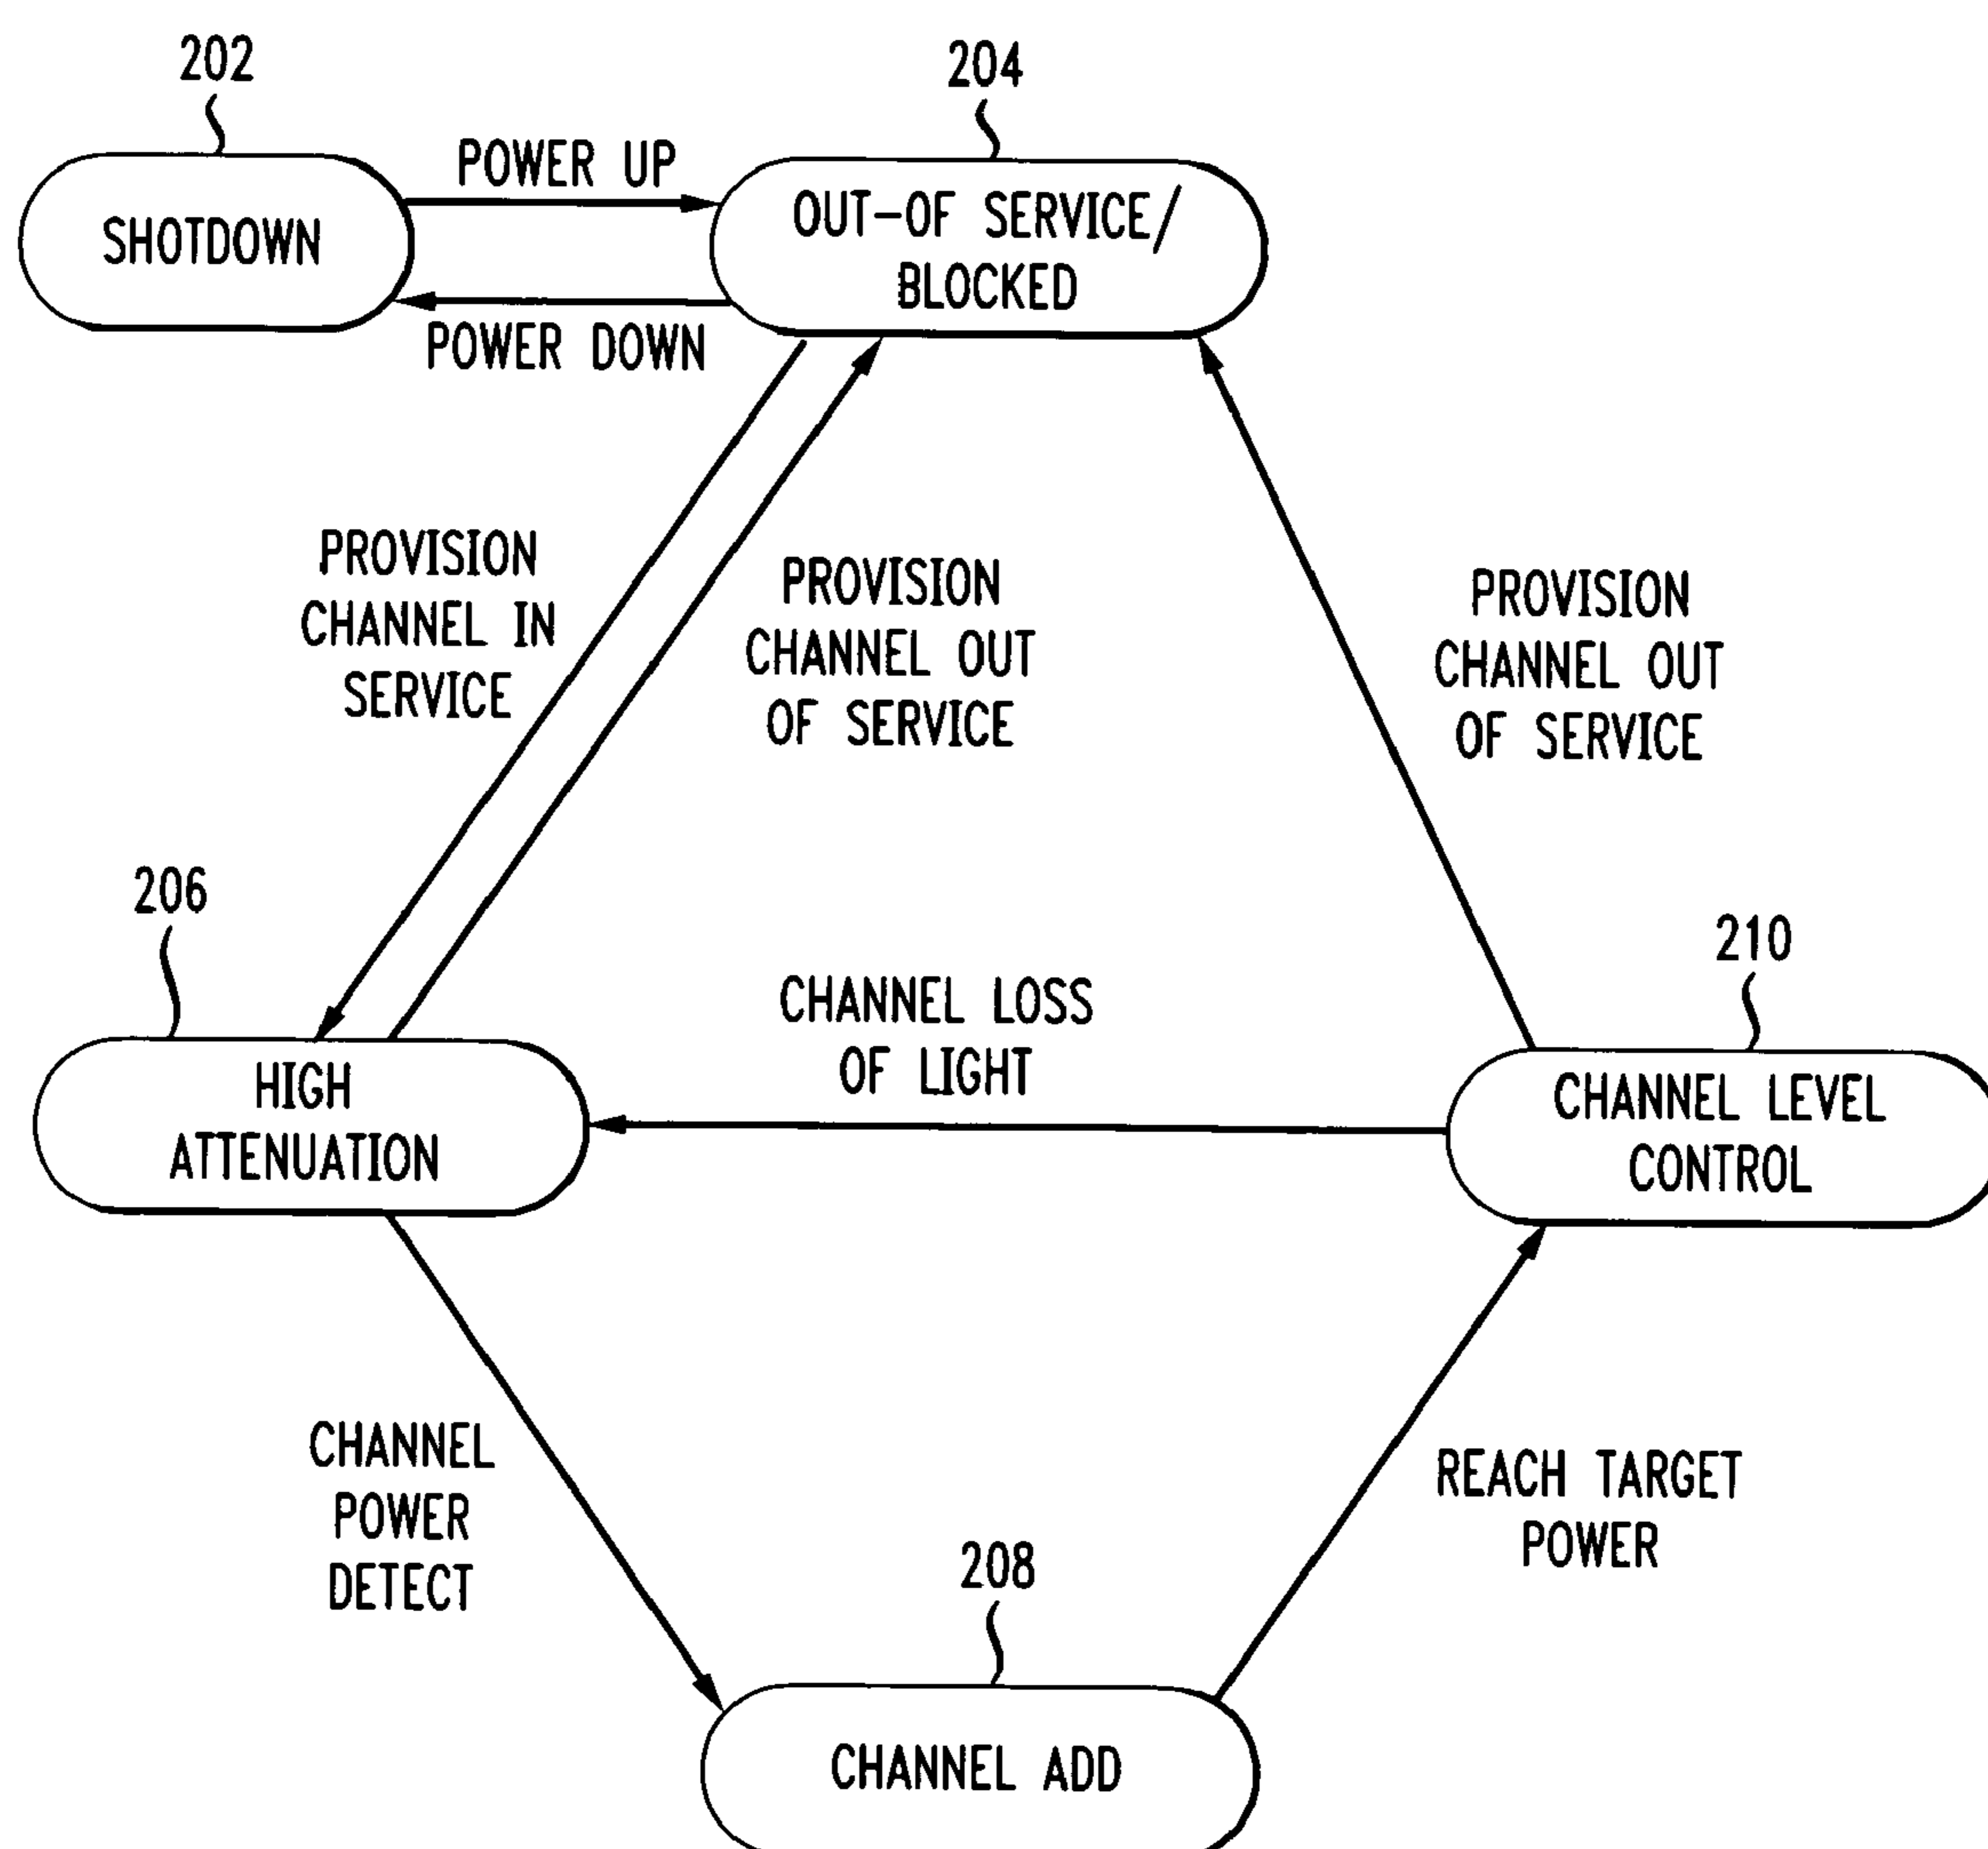 202
204
POWER UP
SHOTDOWN
OUT-OF SERVICE/
BLOCKED
POWER DOWN
PROVISION
CHANNEL IN
SERVICE
PROVISION
CHANNEL OUT
OF SERVICE
PROVISION
CHANNEL OUT
OF SERVICE
206
210
CHANNEL LOSS
OF LIGHT
HIGH
ATTENUATION
CHANNEL LEVEL
CONTROL
CHANNEL
POWER
DETECT
REACH TARGET
POWER
208
CHANNEL ADD